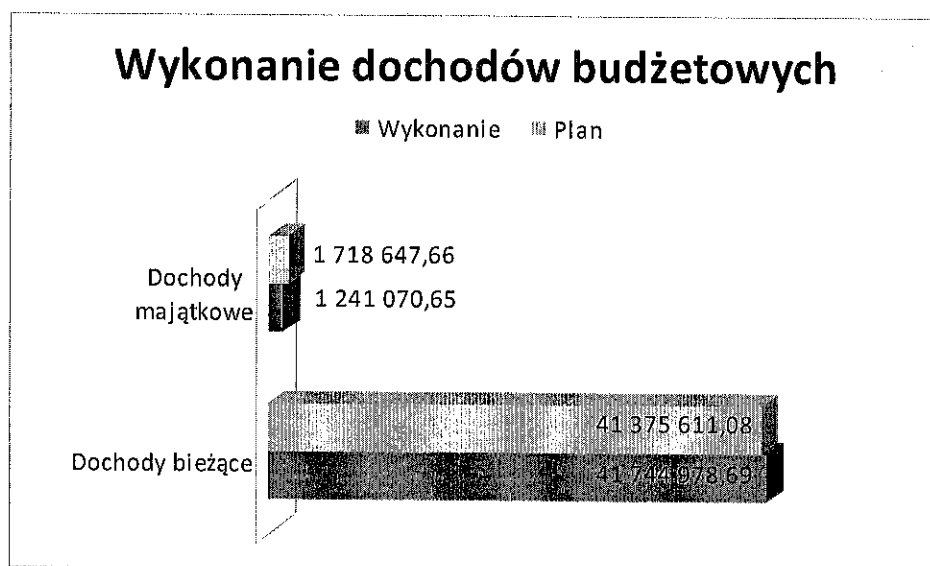 Wykonanie dochodów budżetowych
Wykonanie Plan
1 718 647,66
Dochody
majątkowe
1 241 070,65
41 375 611,08
Dochody bieżące
41 744 978,69